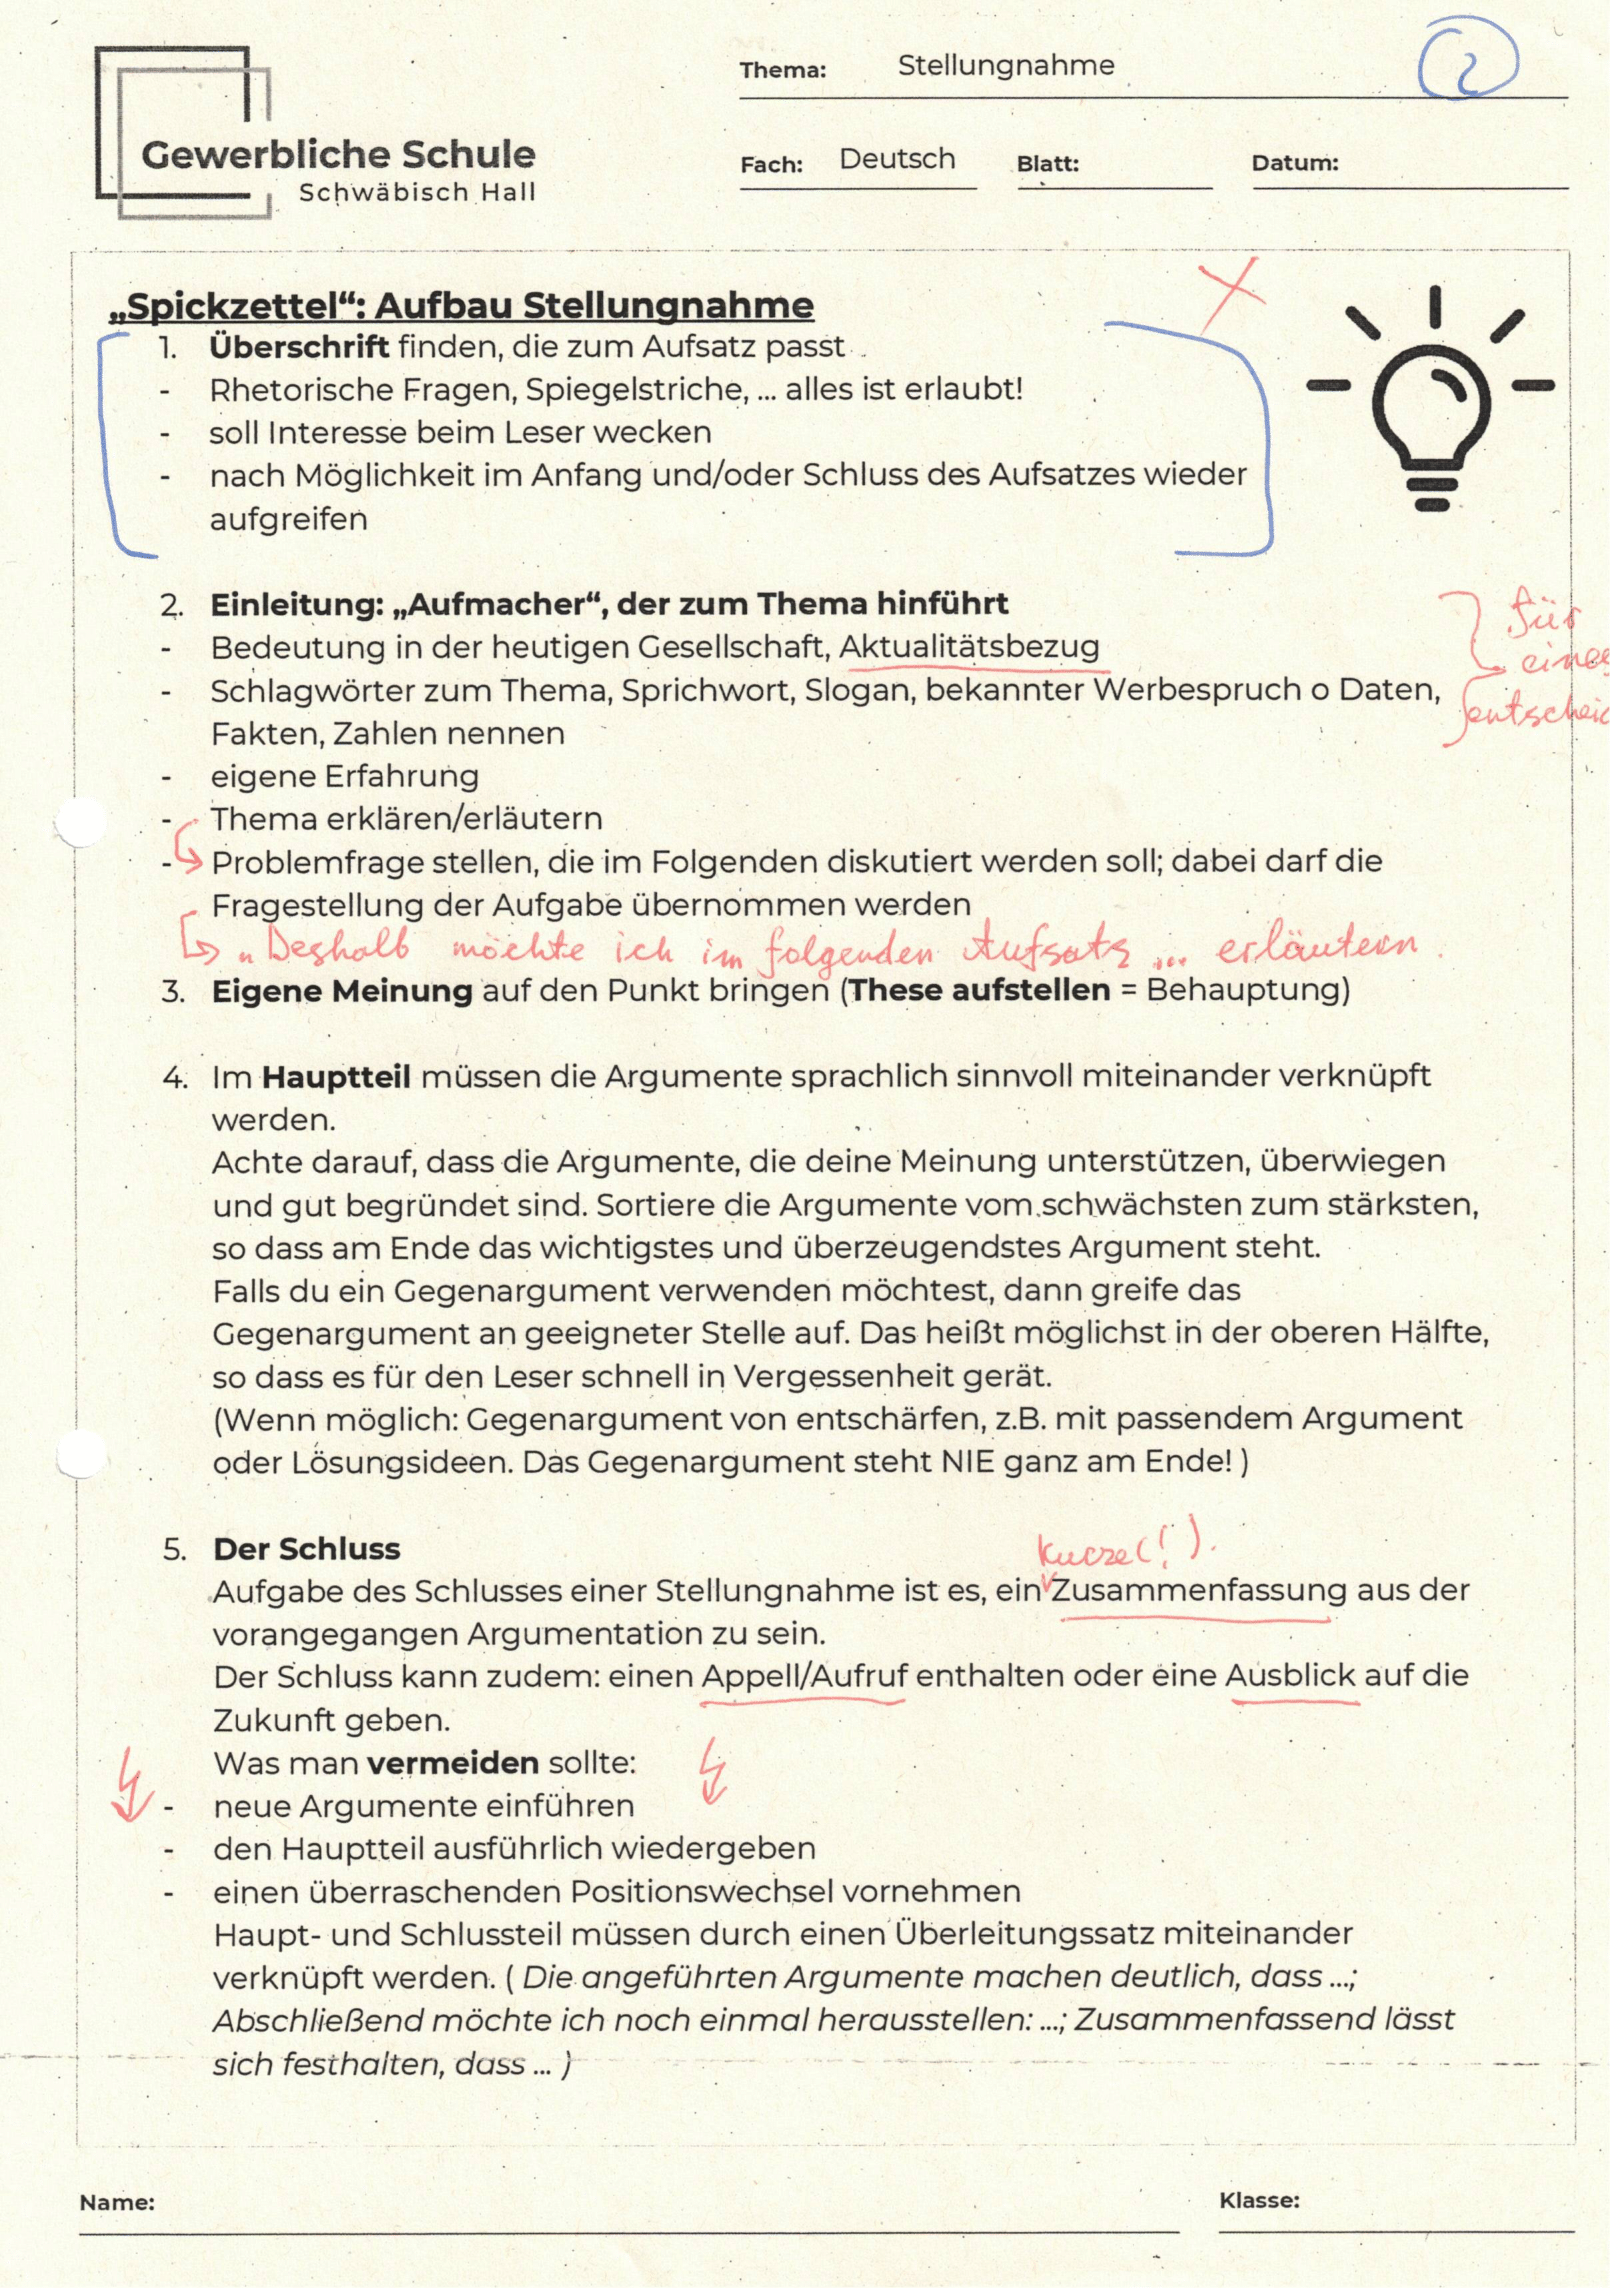 Thema: Stellungnahme 2
Gewerbliche Schule
Schwäbisch Hall
Fach: Deutsch Blatt: Datum:
„Spickzettel“: Aufbau Stellungnahme
1. Überschrift finden, die zum Aufsatz passt
- Rhetorische Fragen, Spiegelstriche, ... alles ist erlaubt!
- soll Interesse beim Leser wecken
- nach Möglichkeit im Anfang und/oder Schluss des Aufsatzes wieder
aufgreifen
2. Einleitung: „Aufmacher“, der zum Thema hinführt
- Bedeutung in der heutigen Gesellschaft, Aktualitätsbezug
für
- Schlagwörter zum Thema, Sprichwort, Slogan, bekannter Werbespruch o Daten,
Fakten, Zahlen nennen
- eigene Erfahrung
- Thema erklären/erläutern
- Problemfrage stellen, die im Folgenden diskutiert werden soll; dabei darf die
Fragestellung der Aufgabe übernommen werden
„Deshalb möchte ich im folgenden Aufsatz ... erläutern.
3. Eigene Meinung auf den Punkt bringen (These aufstellen = Behauptung)
4. Im Hauptteil müssen die Argumente sprachlich sinnvoll miteinander verknüpft
werden.
Achte darauf, dass die Argumente, die deine Meinung unterstützen, überwiegen
und gut begründet sind. Sortiere die Argumente vom schwächsten zum stärksten,
so dass am Ende das wichtigstes und überzeugendstes Argument steht.
Falls du ein Gegenargument verwenden möchtest, dann greife das
Gegenargument an geeigneter Stelle auf. Das heißt möglichst in der oberen Hälfte,
so dass es für den Leser schnell in Vergessenheit gerät.
(Wenn möglich: Gegenargument von entschärfen, z.B. mit passendem Argument
oder Lösungsideen. Das Gegenargument steht NIE ganz am Ende! )
5. Der Schluss
kurze(!).
Aufgabe des Schlusses einer Stellungnahme ist es, ein Zusammenfassung aus der
vorangegangen Argumentation zu sein.
Der Schluss kann zudem: einen Appell/Aufruf enthalten oder eine Ausblick auf die
Zukunft geben.
Was man vermeiden sollte:
- neue Argumente einführen
- den Hauptteil ausführlich wiedergeben
- einen überraschenden Positionswechsel vornehmen
Haupt- und Schlussteil müssen durch einen Überleitungssatz miteinander
verknüpft werden. ( Die angeführten Argumente machen deutlich, dass ...;
Abschließend möchte ich noch einmal herausstellen: ...; Zusammenfassend lässt
sich festhalten, dass ... )
Name: Klasse: